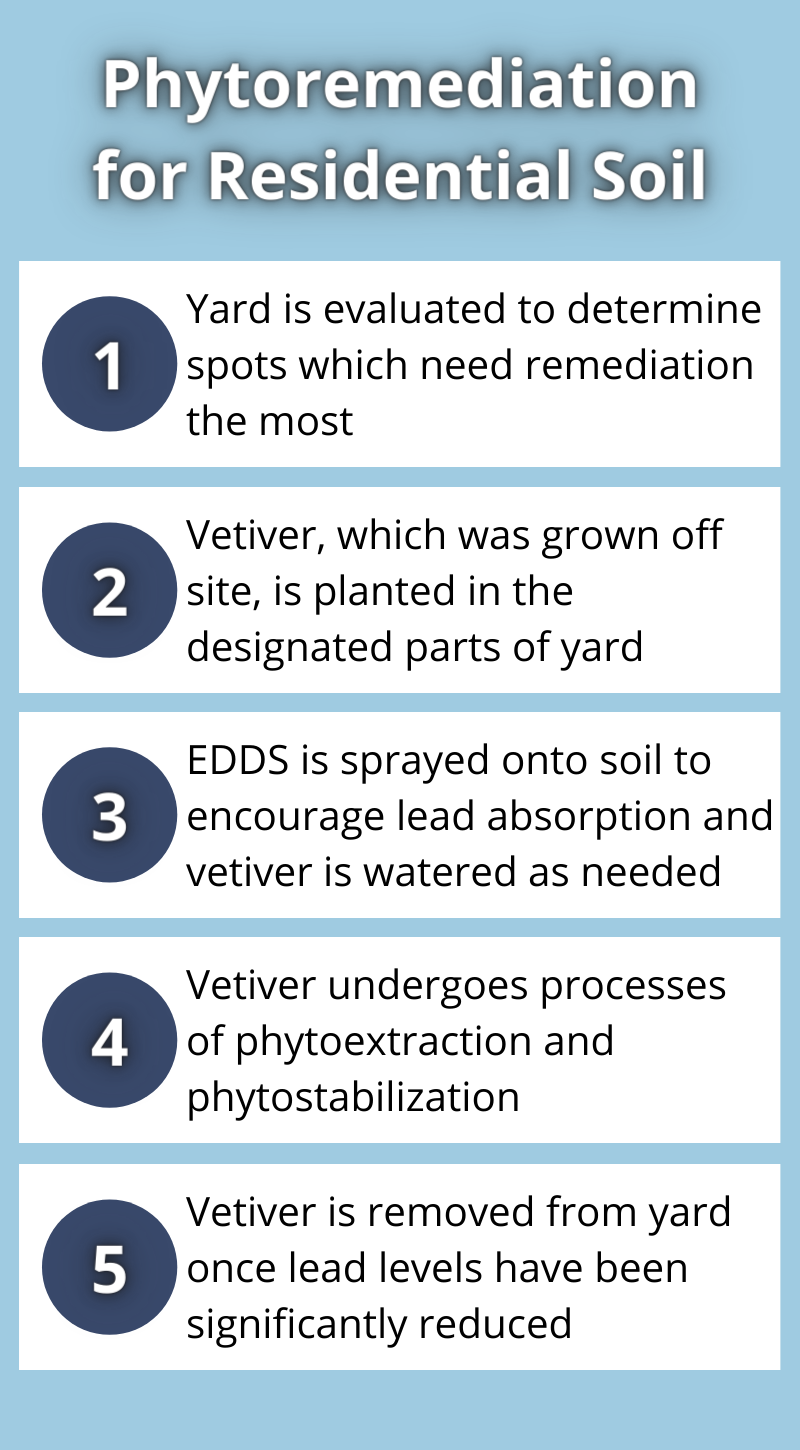 Phytoremediation
for Residential Soil
1
Yard is evaluated to determine
spots which need remediation
the most
2
Vetiver, which was grown off
site, is planted in the
designated parts of yard
3
EDDS is sprayed onto soil to
encourage lead absorption and
vetiver is watered as needed
4
Vetiver undergoes processes
of phytoextraction and
phytostabilization
5
Vetiver is removed from yard
once lead levels have been
significantly reduced